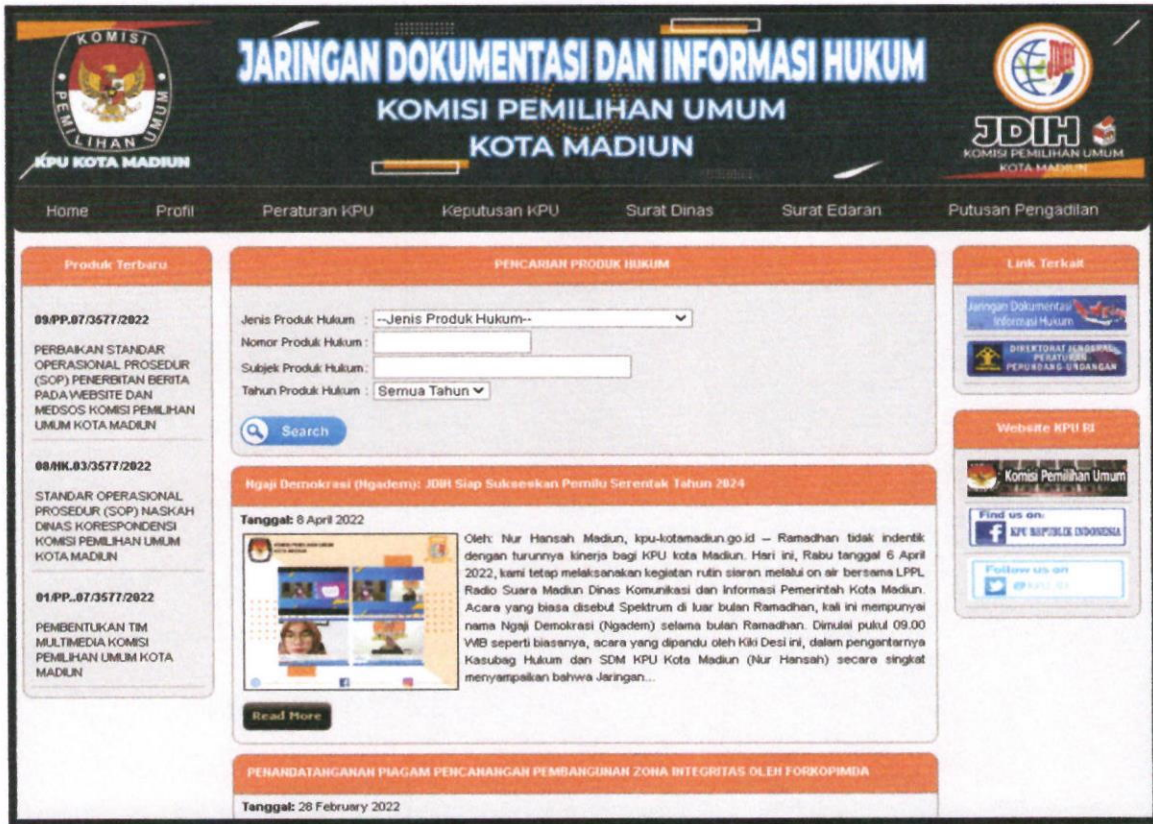 KOMISI
PEMILIHAN UMUM
KPU KOTA MADIUN
JARINGAN DOKUMENTASI DAN INFORMASI HUKUM
KOMISI PEMILIHAN UMUM
KOTA MADIUN
JDIH
JDIH
KOMISI PEMILIHAN UMUM
KOTA MADIUN
Home Profil Peraturan KPU Keputusan KPU Surat Dinas Surat Edaran Putusan Pengadilan
Produk Terbaru
09/PP.07/3577/2022
PERBAIKAN STANDAR
OPERASIONAL PROSEDUR
(SOP) PENERBITAN BERITA
PADA WEBSITE DAN
MEDSOS KOMISI PEMILIHAN
UMUM KOTA MADIUN
08/HK.03/3577/2022
STANDAR OPERASIONAL
PROSEDUR (SOP) NASKAH
DINAS KORESPONDENSI
KOMISI PEMILIHAN UMUM
KOTA MADIUN
01/PP..07/3577/2022
PEMBENTUKAN TIM
MULTIMEDIA KOMISI
PEMILIHAN UMUM KOTA
MADIUN
PENCARIAN PRODUK HUKUM
Jenis Produk Hukum : --Jenis Produk Hukum--
Nomor Produk Hukum :
Subjek Produk Hukum :
Tahun Produk Hukum : Semua Tahun
Search
Ngaji Demokrasi (Ngadem): JDIH Siap Sukseskan Pemilu Serentak Tahun 2024
Tanggal: 8 April 2022
Oleh: Nur Hansah Madiun, kpu-kotamadiun.go.id – Ramadhan tidak indentik
dengan turunnya kinerja bagi KPU kota Madiun. Hari ini, Rabu tanggal 6 April
2022, kami tetap melaksanakan kegiatan rutin siaran melalui on air bersama LPPL
Radio Suara Madiun Dinas Komunikasi dan Informasi Pemerintah Kota Madiun.
Acara yang biasa disebut Spektrum di luar bulan Ramadhan, kali ini mempunyai
nama Ngaji Demokrasi (Ngadem) selama bulan Ramadhan. Dimulai pukul 09.00
WIB seperti biasanya, acara yang dipandu oleh Kiki Desi ini, dalam pengantarnya
Kasubag Hukum dan SDM KPU Kota Madiun (Nur Hansah) secara singkat
menyampaikan bahwa Jaringan...
Read More
PENANDATANGANAN PIAGAM PENCANANGAN PEMBANGUNAN ZONA INTEGRITAS OLEH FORKOPIMDA
Tanggal: 28 February 2022
Link Terkait
Jaringan Dokumentasi
Informasi Hukum
DIREKTORAT JENDERAL
PERATURAN
PERUNDANG-UNDANGAN
Website KPU RI
Komisi Pemilihan Umum
Find us on:
KPU REPUBLIK INDONESIA
Follow us on